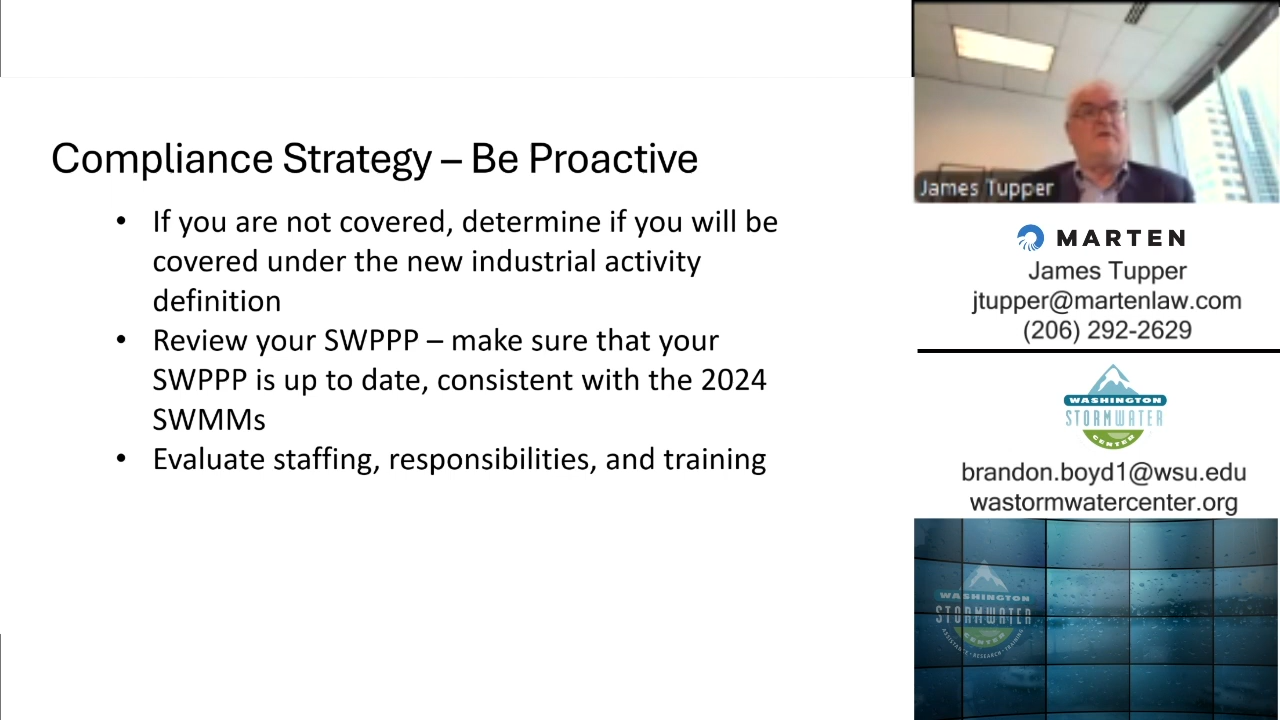 Compliance Strategy – Be Proactive
• If you are not covered, determine if you will be
covered under the new industrial activity
definition
• Review your SWPPP – make sure that your
SWPPP is up to date, consistent with the 2024
SWMMs
• Evaluate staffing, responsibilities, and training
James Tupper
MARTEN
James Tupper
jtupper@martenlaw.com
(206) 292-2629
WASHINGTON
STORMWATER
CENTER
brandon.boyd1@wsu.edu
wastormwatercenter.org
WASHINGTON
STORMWATER
CENTER
ASSISTANCE • RESEARCH • TRAINING